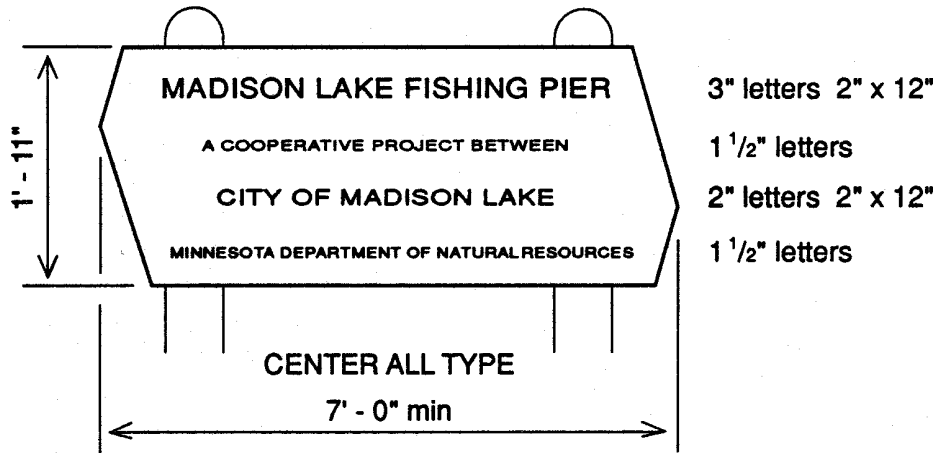 MADISON LAKE FISHING PIER 3" letters 2" x 12"
A COOPERATIVE PROJECT BETWEEN 1 1/2" letters
CITY OF MADISON LAKE 2" letters 2" x 12"
MINNESOTA DEPARTMENT OF NATURAL RESOURCES 1 1/2" letters
1' - 11"
CENTER ALL TYPE
7' - 0" min